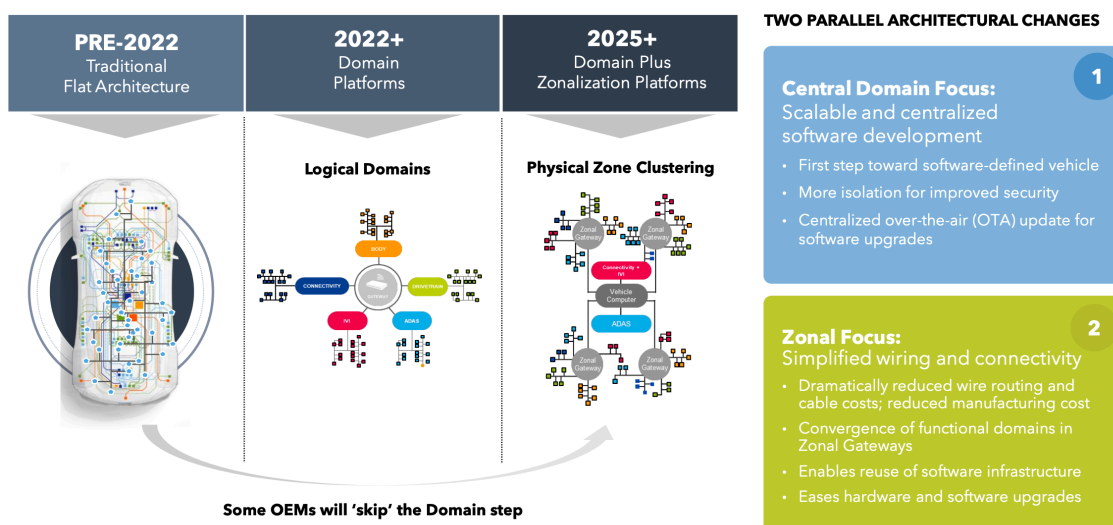 PRE-2022
Traditional
Flat Architecture
2022+
Domain
Platforms
2025+
Domain Plus
Zonalization Platforms
Logical Domains
BODY
CONNECTIVITY
GATEWAY
DRIVETRAIN
IVI
ADAS
Physical Zone Clustering
Zonal
Gateway
Zonal
Gateway
Connectivity +
IVI
Vehicle
Computer
ADAS
Zonal
Gateway
Zonal
Gateway
Some OEMs will ‘skip’ the Domain step
TWO PARALLEL ARCHITECTURAL CHANGES
1
Central Domain Focus:
Scalable and centralized
software development
• First step toward software-defined vehicle
• More isolation for improved security
• Centralized over-the-air (OTA) update for
software upgrades
2
Zonal Focus:
Simplified wiring and connectivity
• Dramatically reduced wire routing and
cable costs; reduced manufacturing cost
• Convergence of functional domains in
Zonal Gateways
• Enables reuse of software infrastructure
• Eases hardware and software upgrades